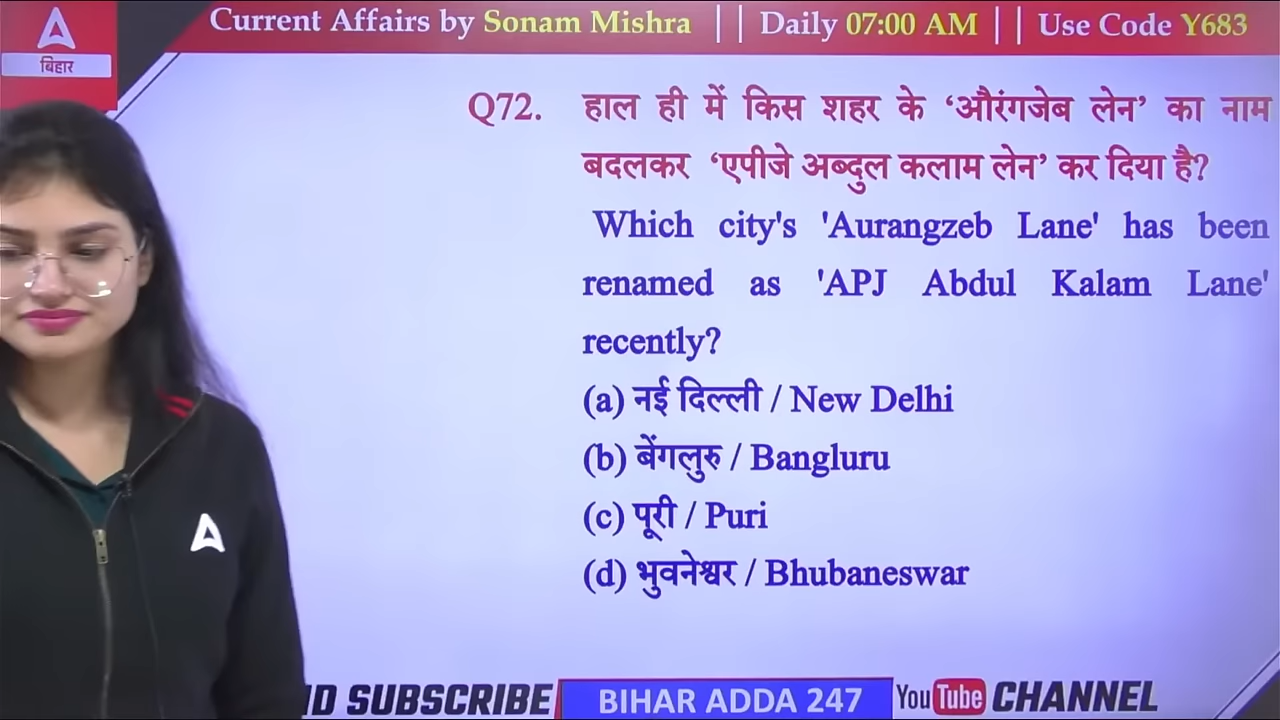 Current Affairs by Sonam Mishra || Daily 07:00 AM || Use Code Y683
बिहार
Q72. हाल ही में किस शहर के ‘औरंगजेब लेन’ का नाम
बदलकर ‘एपीजे अब्दुल कलाम लेन’ कर दिया है?
Which city's 'Aurangzeb Lane' has been
renamed as 'APJ Abdul Kalam Lane'
recently?
(a) नई दिल्ली / New Delhi
(b) बेंगलुरु / Bangluru
(c) पूरी / Puri
(d) भुवनेश्वर / Bhubaneswar
SUBSCRIBE BIHAR ADDA 247 YouTube CHANNEL